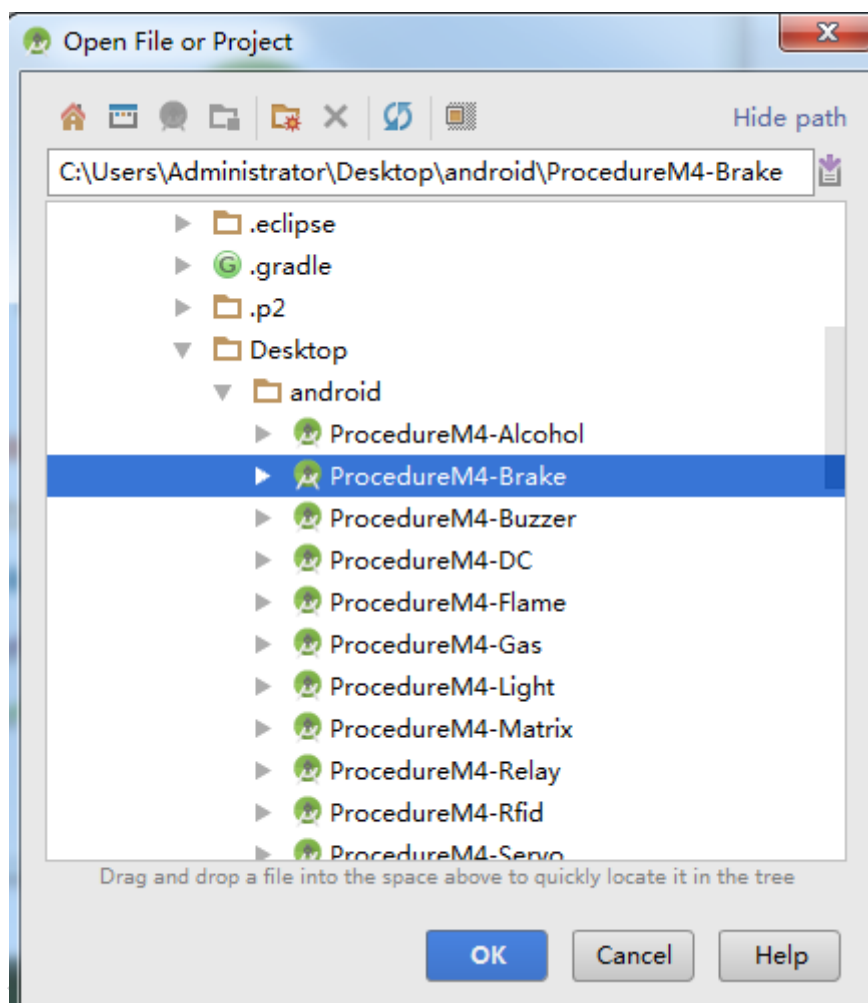 Open File or Project
Hide path
C:\Users\Administrator\Desktop\android\ProcedureM4-Brake
.eclipse
.gradle
.p2
Desktop
android
ProcedureM4-Alcohol
ProcedureM4-Brake
ProcedureM4-Buzzer
ProcedureM4-DC
ProcedureM4-Flame
ProcedureM4-Gas
ProcedureM4-Light
ProcedureM4-Matrix
ProcedureM4-Relay
ProcedureM4-Rfid
ProcedureM4-Servo
Drag and drop a file into the space above to quickly locate it in the tree
OK Cancel Help